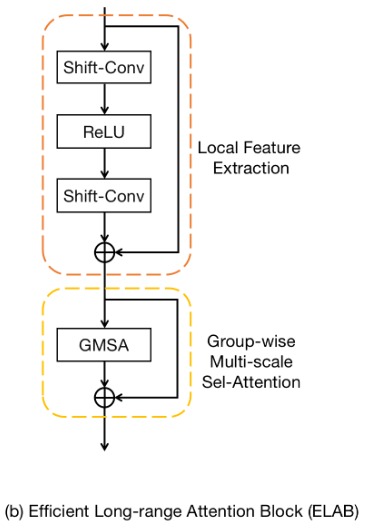 Shift-Conv
ReLU
Shift-Conv
Local Feature
Extraction
GMSA
Group-wise
Multi-scale
Sel-Attention
(b) Efficient Long-range Attention Block (ELAB)